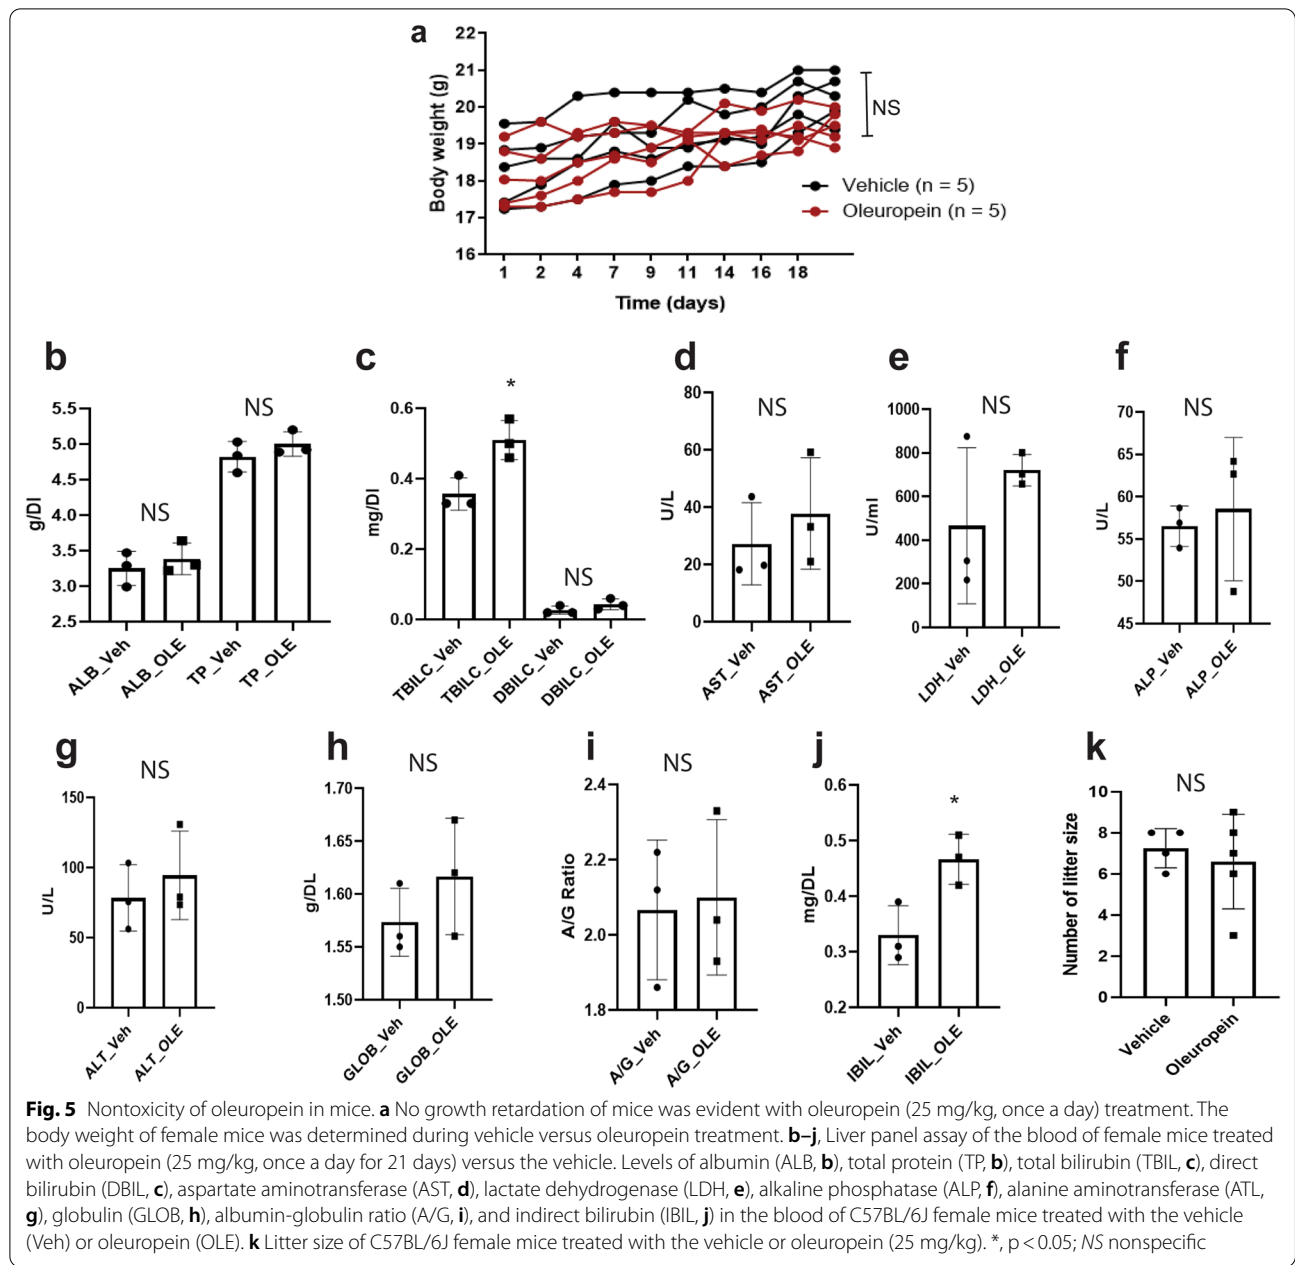 a
22
21
20
19
18
17
16
Body weight (g)
NS
Vehicle (n = 5)
Oleuropein (n = 5)
1 2 4 7 9 11 14 16 18
Time (days)
b
5.5
5.0
4.5
4.0
3.5
3.0
2.5
g/Dl
NS
NS
ALB_Veh
ALB_OLE
TP_Veh
TP_OLE
c
0.6
0.4
0.2
0.0
mg/Dl
*
NS
TBILC_Veh
TBILC_OLE
DBILC_Veh
DBILC_OLE
d
80
60
40
20
0
U/L
NS
AST_Veh
AST_OLE
e
1000
800
600
400
200
0
U/ml
NS
LDH_Veh
LDH_OLE
f
70
65
60
55
50
45
U/L
NS
ALP_Veh
ALP_OLE
g
150
100
50
0
U/L
NS
ALT_Veh
ALT_OLE
h
1.70
1.65
1.60
1.55
1.50
g/DL
NS
GLOB_Veh
GLOB_OLE
i
2.4
2.2
2.0
1.8
A/G Ratio
NS
A/G_Veh
A/G_OLE
j
0.6
0.5
0.4
0.3
0.2
mg/DL
*
IBIL_Veh
IBIL_OLE
k
10
8
6
4
2
0
Number of litter size
NS
Vehicle
Oleuropein
Fig. 5 Nontoxicity of oleuropein in mice. a No growth retardation of mice was evident with oleuropein (25 mg/kg, once a day) treatment. The
body weight of female mice was determined during vehicle versus oleuropein treatment. b–j, Liver panel assay of the blood of female mice treated
with oleuropein (25 mg/kg, once a day for 21 days) versus the vehicle. Levels of albumin (ALB, b), total protein (TP, b), total bilirubin (TBIL, c), direct
bilirubin (DBIL, c), aspartate aminotransferase (AST, d), lactate dehydrogenase (LDH, e), alkaline phosphatase (ALP, f), alanine aminotransferase (ATL,
g), globulin (GLOB, h), albumin-globulin ratio (A/G, i), and indirect bilirubin (IBIL, j) in the blood of C57BL/6J female mice treated with the vehicle
(Veh) or oleuropein (OLE). k Litter size of C57BL/6J female mice treated with the vehicle or oleuropein (25 mg/kg). *, p < 0.05; NS nonspecific